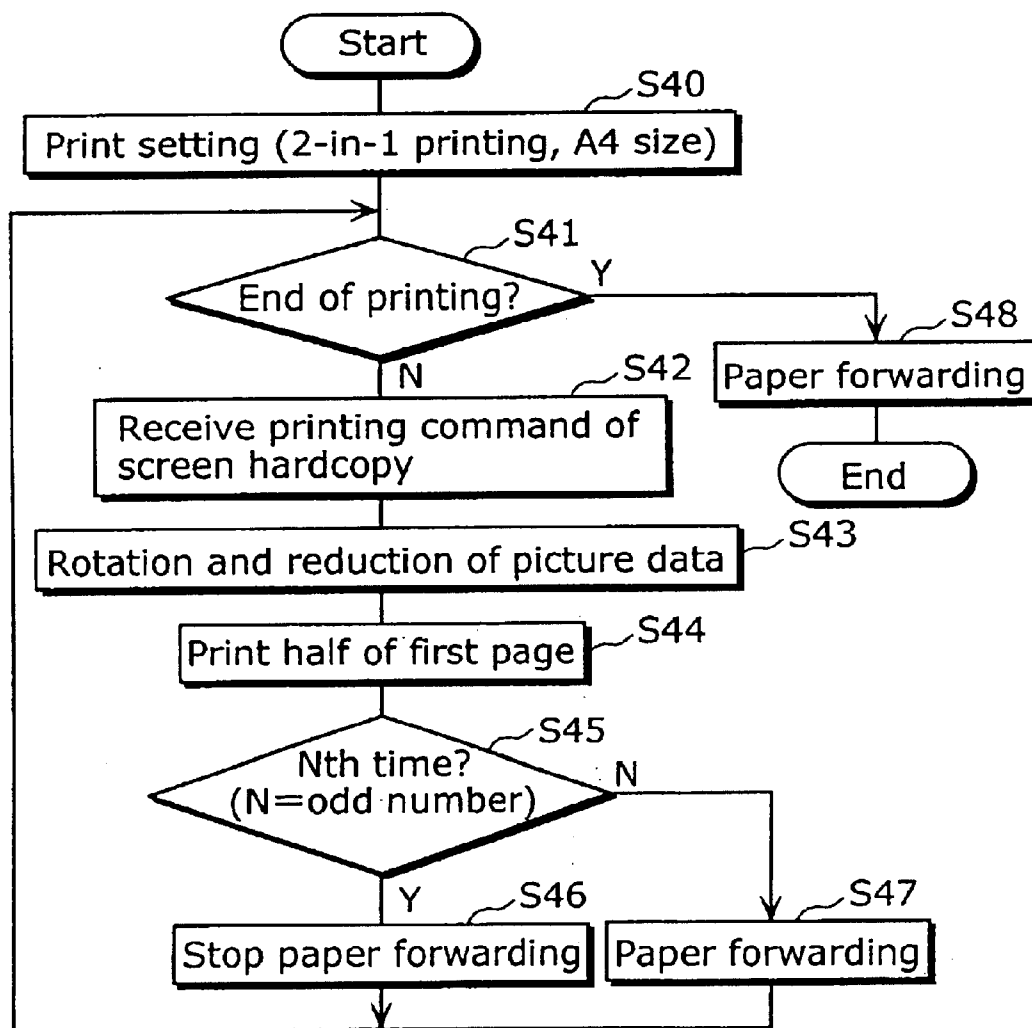 Start
S40
Print setting (2-in-1 printing, A4 size)
S41
End of printing?
Y
N
S48
Paper forwarding
End
S42
Receive printing command of
screen hardcopy
S43
Rotation and reduction of picture data
S44
Print half of first page
S45
Nth time?
(N=odd number)
N
Y
S46
Stop paper forwarding
S47
Paper forwarding